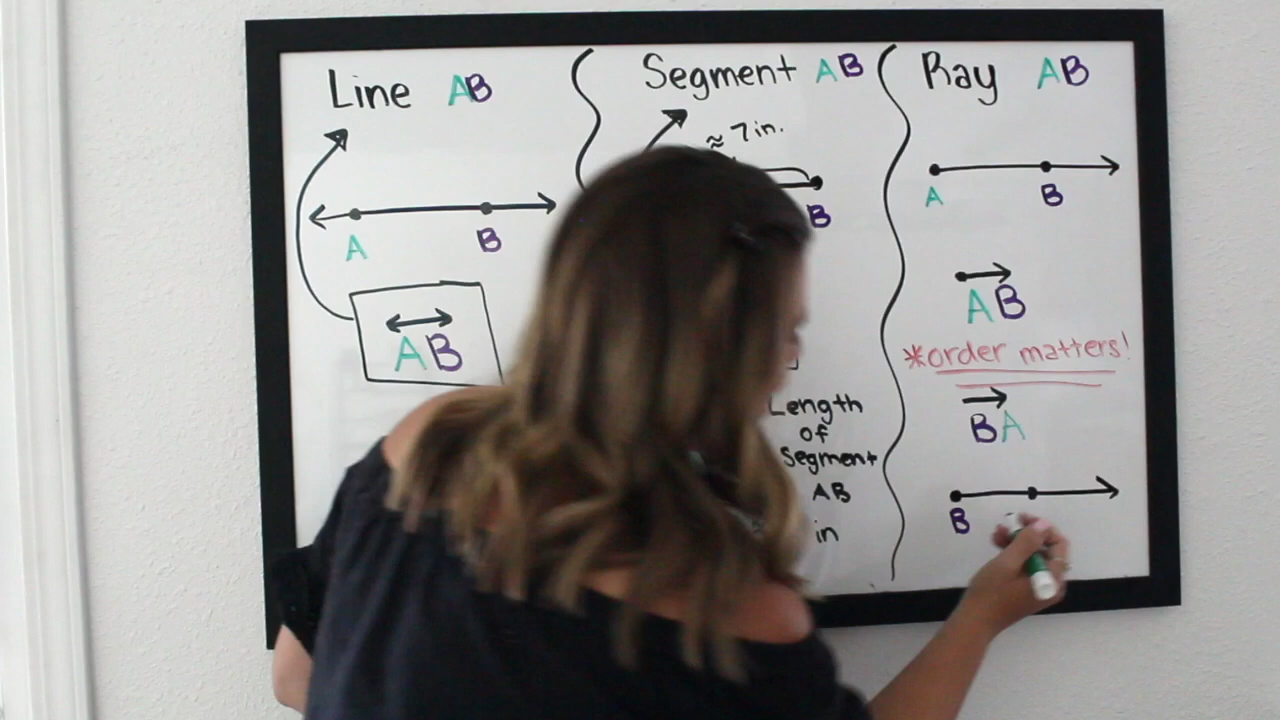 Line AB
A B
AB
Segment AB
≈ 7 in.
B
Length
of
Segment
AB
in
Ray AB
A B
AB
*order matters!
BA
B